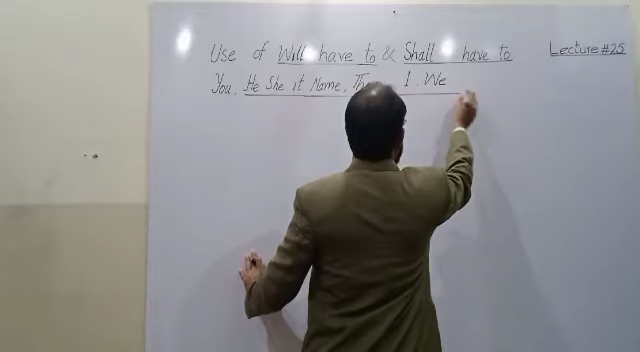 Use of Will have to & Shall have to Lecture #25
You. He She it Name. I. We